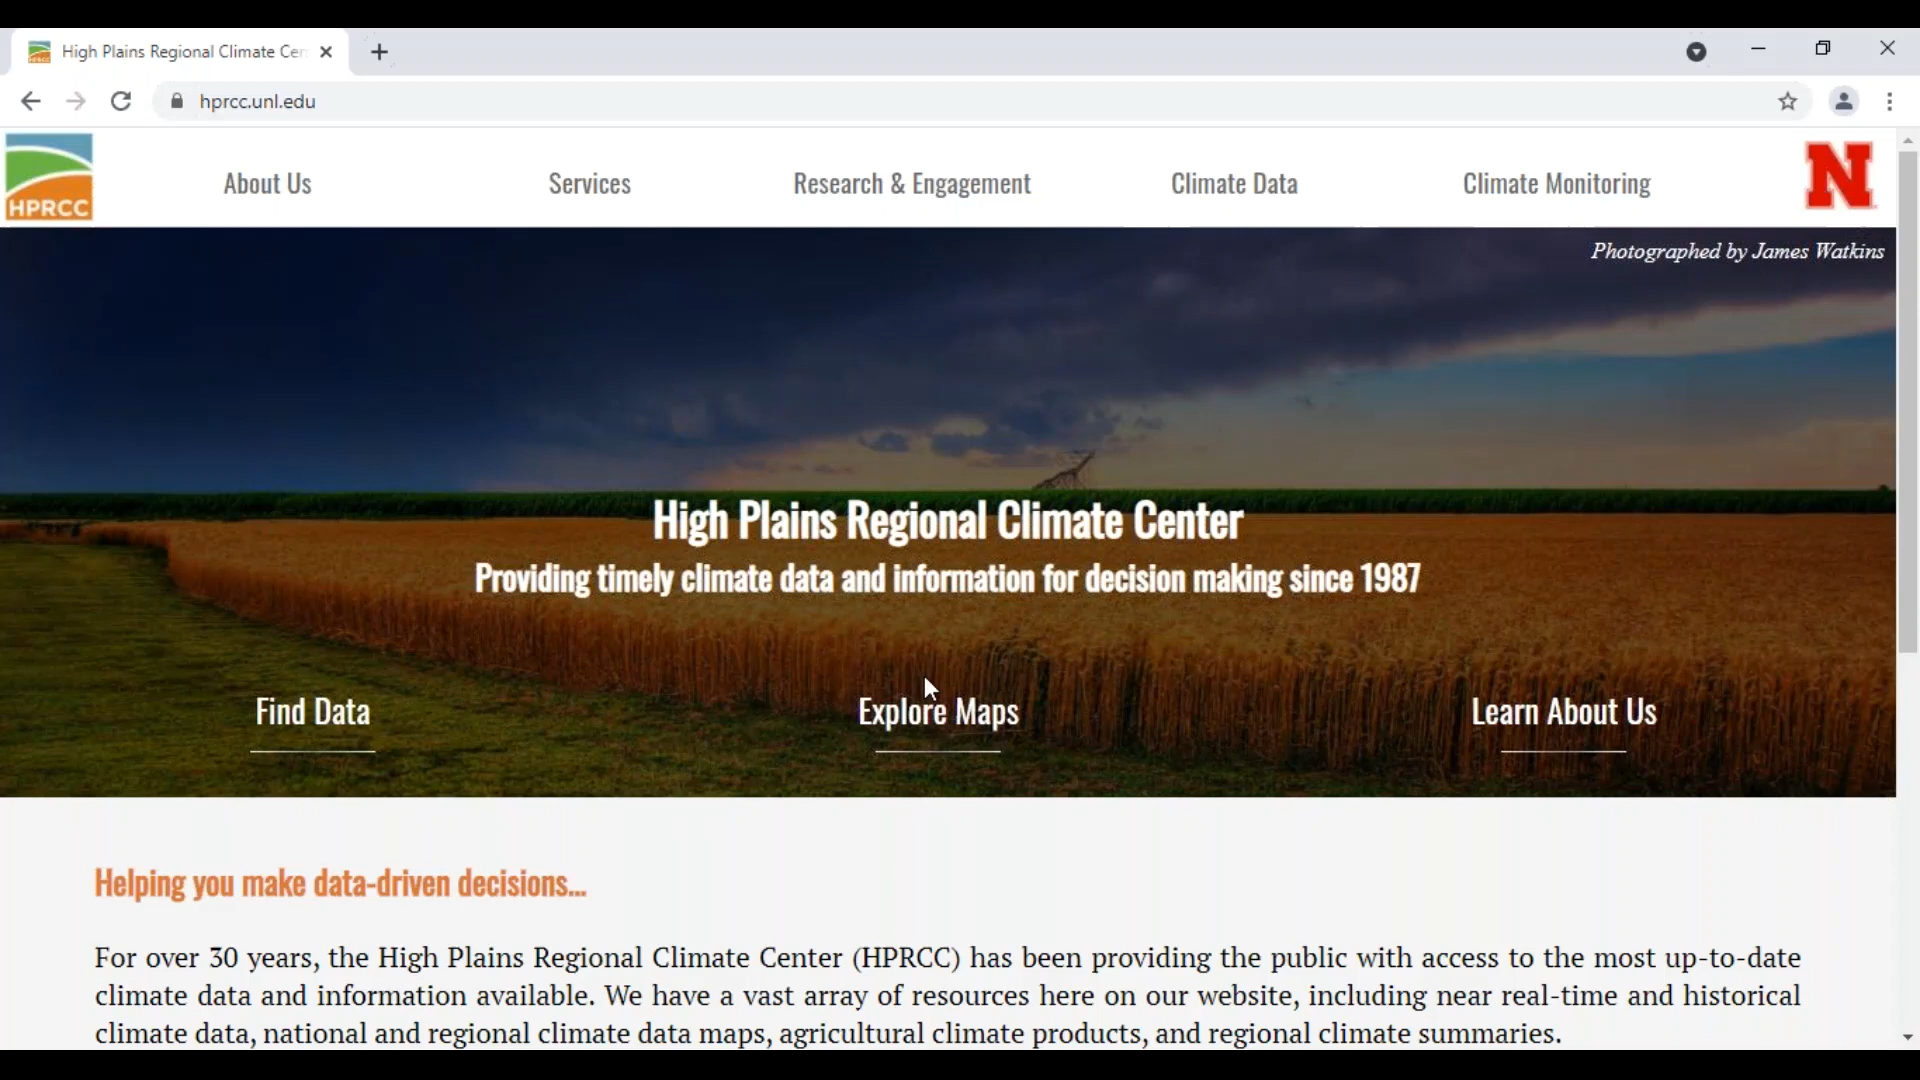 High Plains Regional Climate Cen
hprcc.unl.edu
HPRCC
About Us
Services
Research & Engagement
Climate Data
Climate Monitoring
N
Photographed by James Watkins
High Plains Regional Climate Center
Providing timely climate data and information for decision making since 1987
Find Data
Explore Maps
Learn About Us
Helping you make data-driven decisions...
For over 30 years, the High Plains Regional Climate Center (HPRCC) has been providing the public with access to the most up-to-date
climate data and information available. We have a vast array of resources here on our website, including near real-time and historical
climate data, national and regional climate data maps, agricultural climate products, and regional climate summaries.